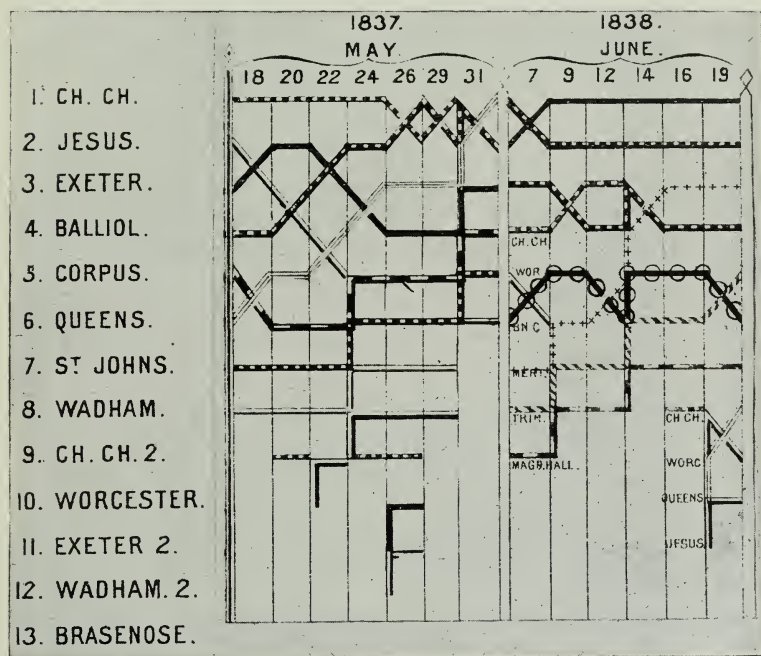 1837. 1838.
MAY. JUNE.
18 20 22 24 26 29 31 7 9 12 14 16 19
1. CH. CH.
2. JESUS.
3. EXETER.
4. BALLIOL.
CH. CH
5. CORPUS.
WOR
6. QUEENS.
B.N.C
7. ST JOHNS.
MERT.
8. WADHAM.
TRIM. CH CH.
9. CH. CH. 2.
MAGD. HALL. WORC
10. WORCESTER.
QUEENS
11. EXETER 2.
JESUS
12. WADHAM. 2.
13. BRASENOSE.